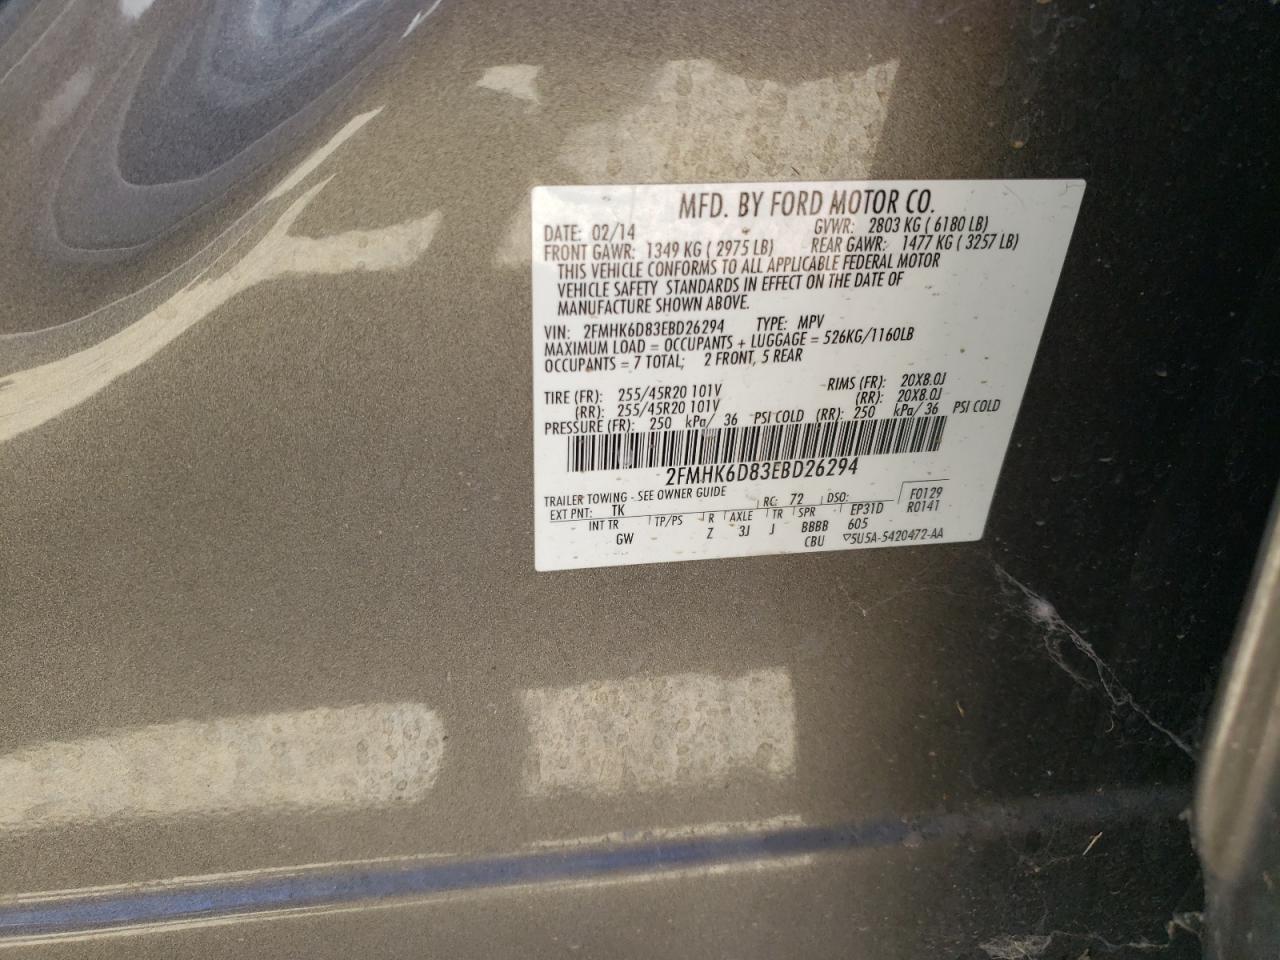 MFD. BY FORD MOTOR CO.
DATE: 02/14 GVWR: 2803 KG ( 6180 LB)
FRONT GAWR: 1349 KG ( 2975 LB) REAR GAWR: 1477 KG ( 3257 LB)
THIS VEHICLE CONFORMS TO ALL APPLICABLE FEDERAL MOTOR
VEHICLE SAFETY STANDARDS IN EFFECT ON THE DATE OF
MANUFACTURE SHOWN ABOVE.
VIN: 2FMHK6D83EBD26294 TYPE: MPV
MAXIMUM LOAD = OCCUPANTS + LUGGAGE = 526KG/1160LB
OCCUPANTS = 7 TOTAL; 2 FRONT, 5 REAR
TIRE (FR): 255/45R20 101V RIMS (FR): 20X8.0J
(RR): 255/45R20 101V (RR): 20X8.0J
PRESSURE (FR): 250 kPa/ 36 PSI COLD (RR): 250 kPa/ 36 PSI COLD
2FMHK6D83EBD26294
TRAILER TOWING - SEE OWNER GUIDE
EXT PNT: TK RC: 72 DSO: F0129
R0141
INT TR TP/PS R AXLE TR SPR EP31D
GW Z 3J J BBBB 605
CBU ▽5U5A-5420472-AA